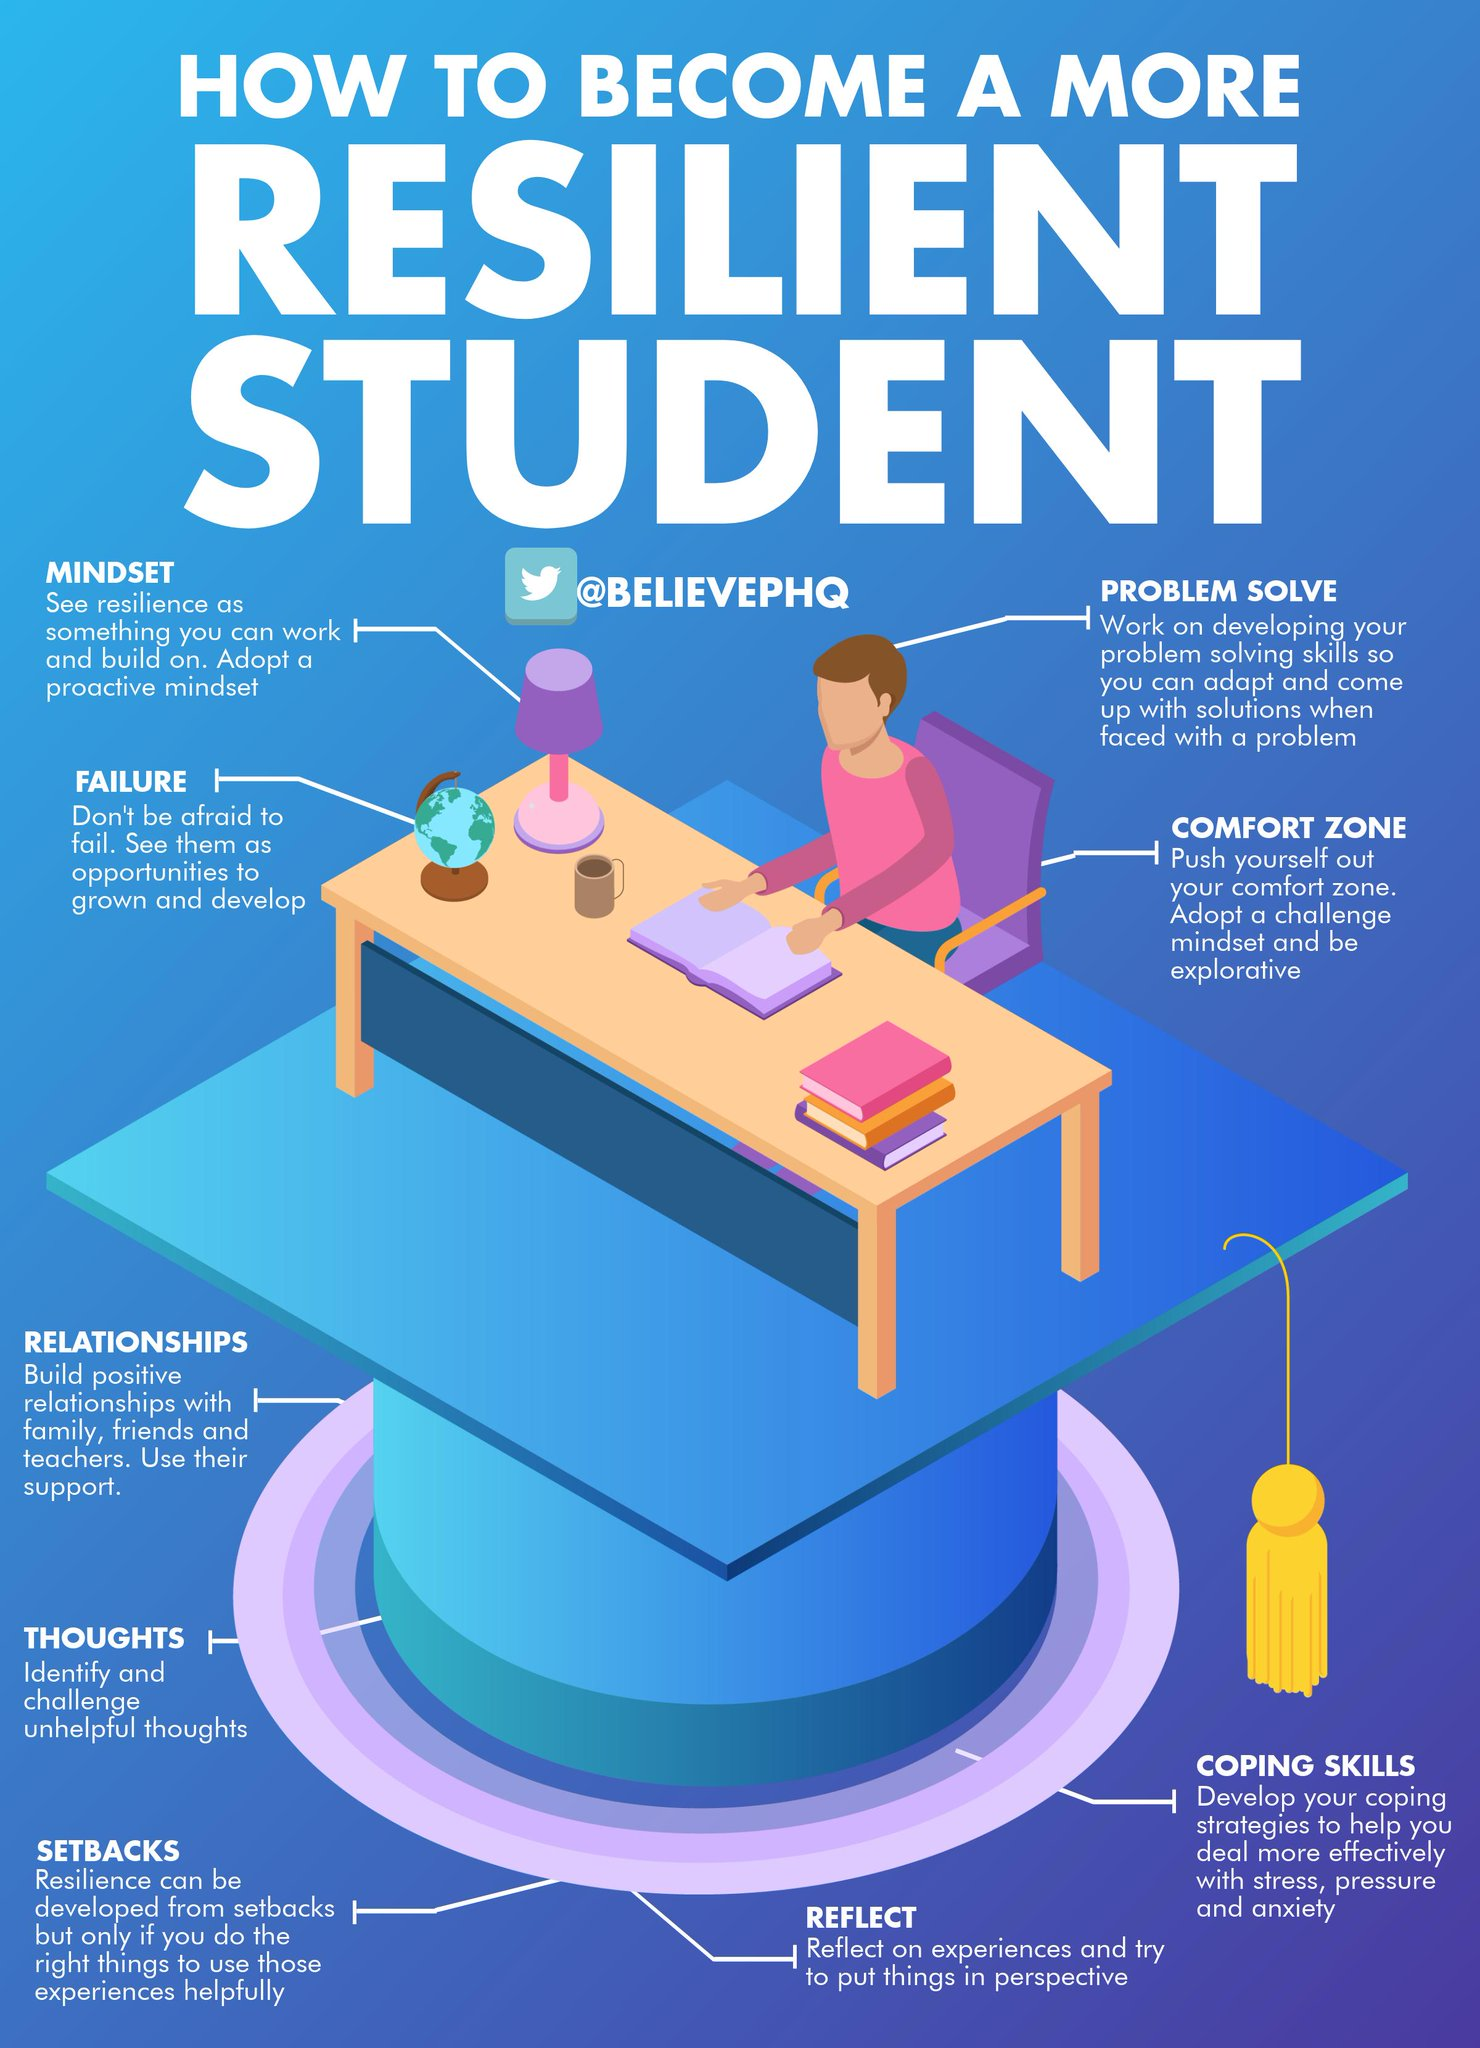 HOW TO BECOME A MORE
RESILIENT
STUDENT
@BELIEVEPHQ
MINDSET
See resilience as
something you can work
and build on. Adopt a
proactive mindset
PROBLEM SOLVE
Work on developing your
problem solving skills so
you can adapt and come
up with solutions when
faced with a problem
FAILURE
Don't be afraid to
fail. See them as
opportunities to
grown and develop
COMFORT ZONE
Push yourself out
your comfort zone.
Adopt a challenge
mindset and be
explorative
RELATIONSHIPS
Build positive
relationships with
family, friends and
teachers. Use their
support.
THOUGHTS
Identify and
challenge
unhelpful thoughts
COPING SKILLS
Develop your coping
strategies to help you
deal more effectively
with stress, pressure
and anxiety
SETBACKS
Resilience can be
developed from setbacks
but only if you do the
right things to use those
experiences helpfully
REFLECT
Reflect on experiences and try
to put things in perspective